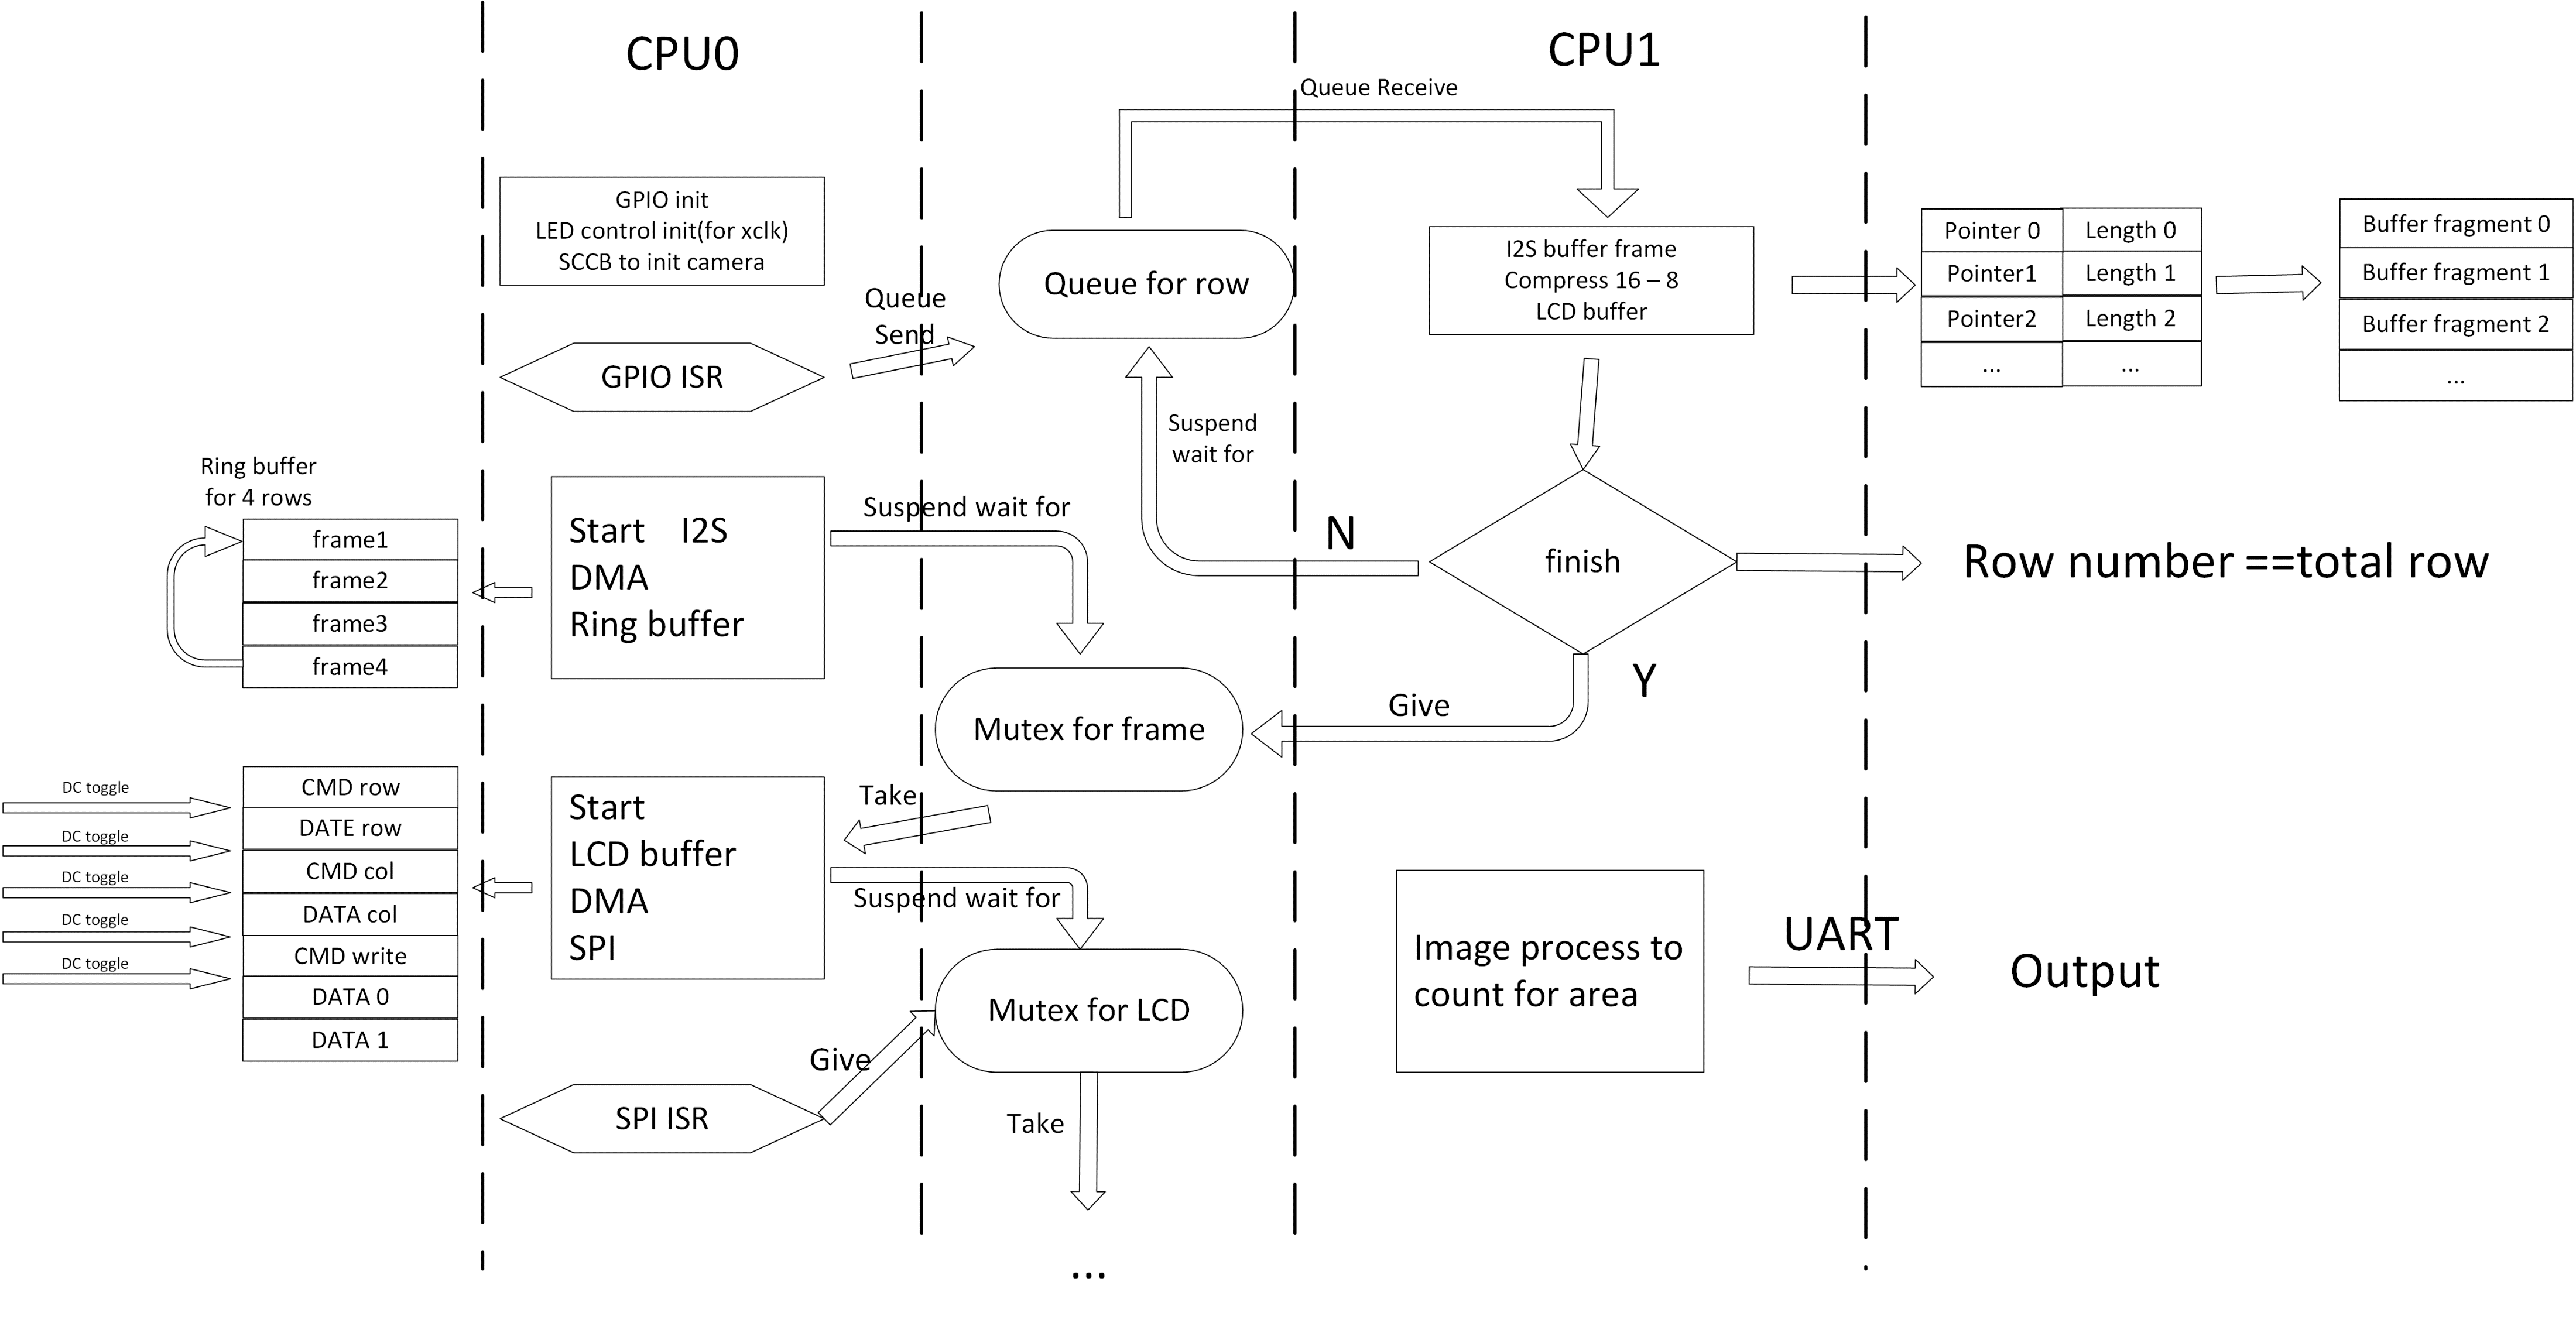 CPU0
CPU1
Queue Receive
GPIO init
LED control init(for xclk)
SCCB to init camera
Queue
Send
GPIO ISR
Queue for row
I2S buffer frame
Compress 16 – 8
LCD buffer
Pointer 0
Length 0
Pointer1
Length 1
Pointer2
Length 2
...
...
Buffer fragment 0
Buffer fragment 1
Buffer fragment 2
...
Suspend
wait for
Ring buffer
for 4 rows
frame1
frame2
frame3
frame4
Start I2S
DMA
Ring buffer
Suspend wait for
N
finish
Row number ==total row
Y
Give
Mutex for frame
DC toggle
DC toggle
DC toggle
DC toggle
DC toggle
CMD row
DATE row
CMD col
DATA col
CMD write
DATA 0
DATA 1
Start
LCD buffer
DMA
SPI
Take
Suspend wait for
Mutex for LCD
Image process to
count for area
UART
Output
Give
SPI ISR
Take
...